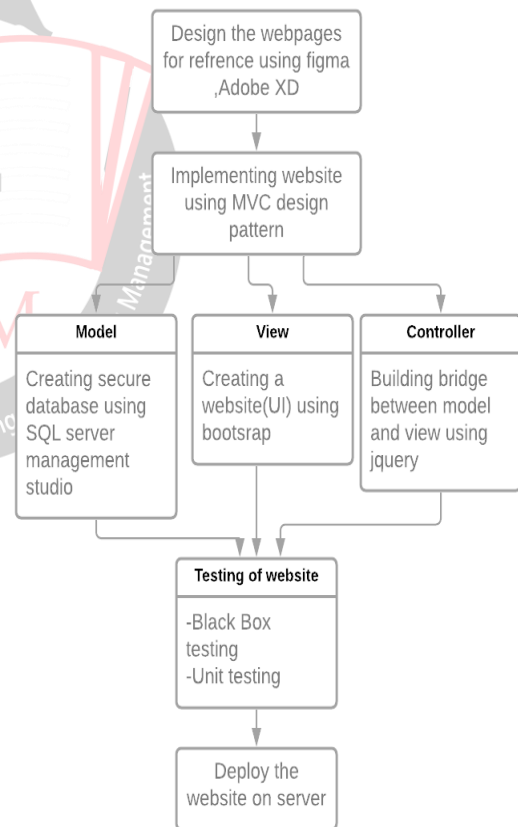 Design the webpages
for refrence using figma
,Adobe XD
Implementing website
using MVC design
pattern
Model
Creating secure
database using
SQL server
management
studio
View
Creating a
website(UI) using
bootsrap
Controller
Building bridge
between model
and view using
jquery
Testing of website
-Black Box
testing
-Unit testing
Deploy the
website on server
Management